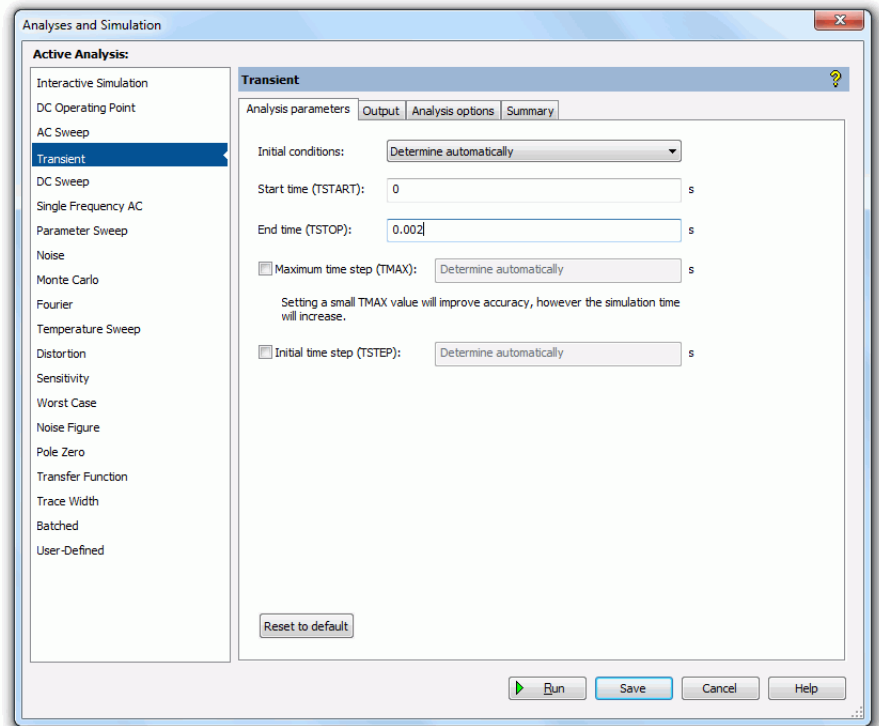 Analyses and Simulation
x
Active Analysis:
Interactive Simulation
DC Operating Point
AC Sweep
Transient
DC Sweep
Single Frequency AC
Parameter Sweep
Noise
Monte Carlo
Fourier
Temperature Sweep
Distortion
Sensitivity
Worst Case
Noise Figure
Pole Zero
Transfer Function
Trace Width
Batched
User-Defined
Transient
?
Analysis parameters Output Analysis options Summary
Initial conditions: Determine automatically
Start time (TSTART): 0 s
End time (TSTOP): 0.002 s
Maximum time step (TMAX): Determine automatically s
Setting a small TMAX value will improve accuracy, however the simulation time
will increase.
Initial time step (TSTEP): Determine automatically s
Reset to default
Run Save Cancel Help